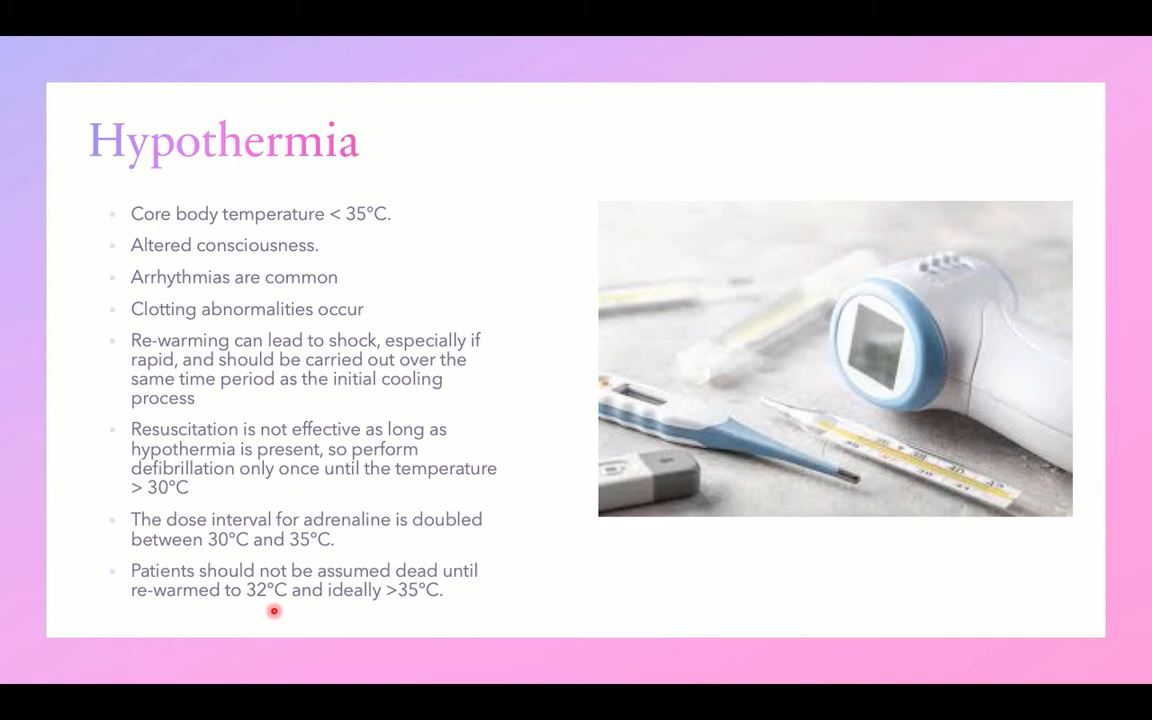 Hypothermia
Core body temperature < 35°C.
Altered consciousness.
Arrhythmias are common
Clotting abnormalities occur
Re-warming can lead to shock, especially if
rapid, and should be carried out over the
same time period as the initial cooling
process
Resuscitation is not effective as long as
hypothermia is present, so perform
defibrillation only once until the temperature
> 30°C
The dose interval for adrenaline is doubled
between 30°C and 35°C.
Patients should not be assumed dead until
re-warmed to 32°C and ideally >35°C.